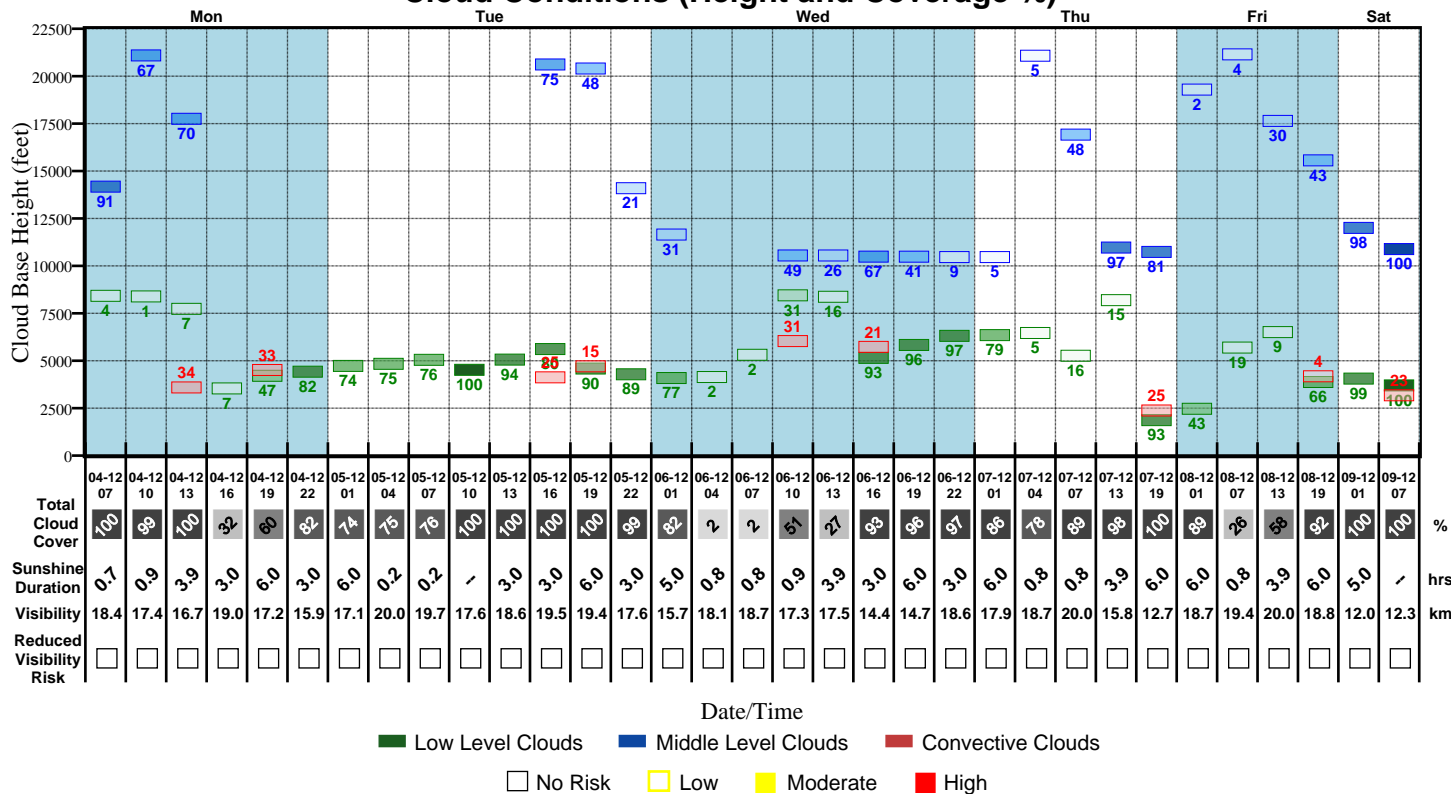 Cloud Conditions (Height and Coverage %)
Mon Tue Wed Thu Fri Sat
Cloud Base Height (feet)
22500
20000
17500
15000
12500
10000
7500
5000
2500
0
91 67 70 75 48 21 31 49 26 67 41 9 5 5 48 97 81 2 4 30 43 98 100
4 1 7 7 47 82 74 75 76 100 94 80 90 89 77 2 2 31 16 93 96 97 79 5 16 15 93 43 19 9 66 99 100
34 33 15 31 21 25 4 23
04-12 04-12 04-12 04-12 04-12 04-12 05-12 05-12 05-12 05-12 05-12 05-12 05-12 05-12 06-12 06-12 06-12 06-12 06-12 06-12 06-12 06-12 07-12 07-12 07-12 07-12 07-12 08-12 08-12 08-12 08-12 09-12 09-12
07 10 13 16 19 22 01 04 07 10 13 16 19 22 01 04 07 10 13 16 19 22 01 04 07 13 19 01 07 13 19 01 07
Total
Cloud
Cover
100 99 100 32 60 82 74 75 76 100 100 100 100 99 82 2 2 51 27 93 96 97 86 78 89 98 100 89 26 58 92 100 100 %
Sunshine
Duration
0.7 0.9 3.9 3.0 6.0 3.0 6.0 0.2 0.2 -- 3.0 3.0 6.0 3.0 5.0 0.8 0.8 0.9 3.9 3.0 6.0 3.0 6.0 0.8 0.8 3.9 6.0 6.0 0.8 3.9 6.0 5.0 -- hrs
Visibility 18.4 17.4 16.7 19.0 17.2 15.9 17.1 20.0 19.7 17.6 18.6 19.5 19.4 17.6 15.7 18.1 18.7 17.3 17.5 14.4 14.7 18.6 17.9 18.7 20.0 15.8 12.7 18.7 19.4 20.0 18.8 12.0 12.3 km
Reduced
Visibility
Risk
Date/Time
Low Level Clouds Middle Level Clouds Convective Clouds
No Risk Low Moderate High